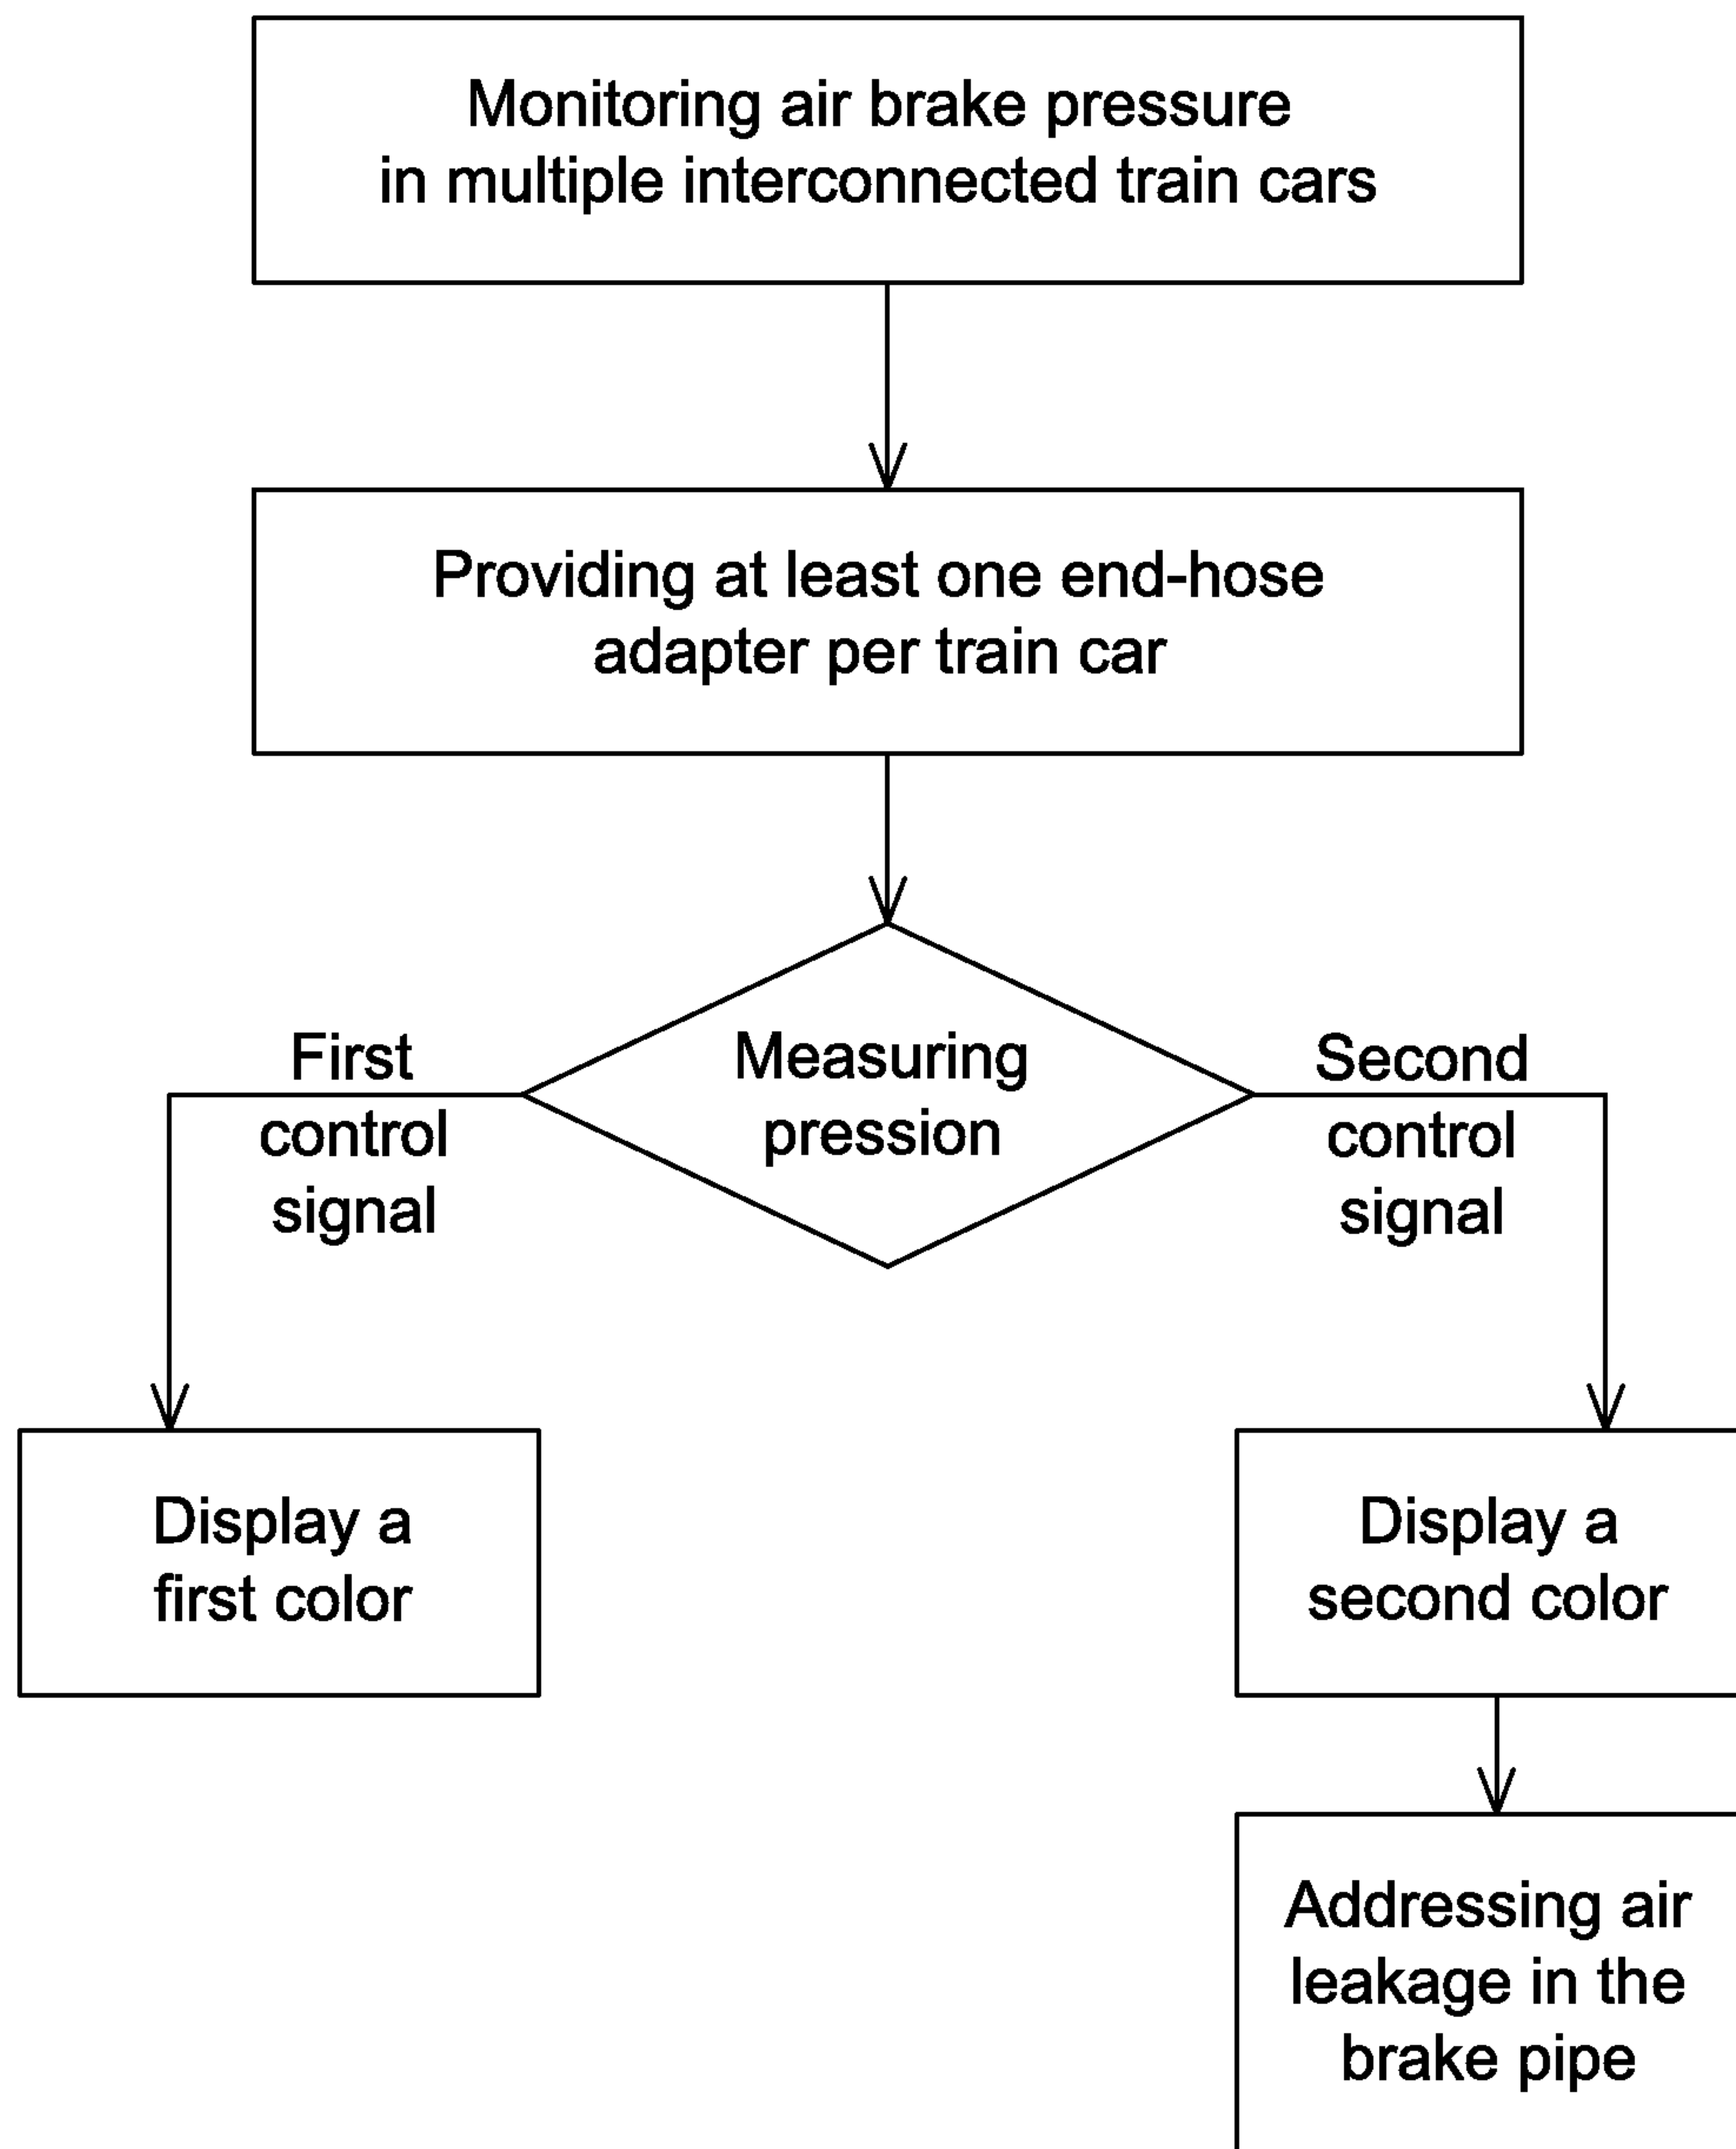 Monitoring air brake pressure
in multiple interconnected train cars
Providing at least one end-hose
adapter per train car
Measuring
pression
First
control
signal
Second
control
signal
Display a
first color
Display a
second color
Addressing air
leakage in the
brake pipe